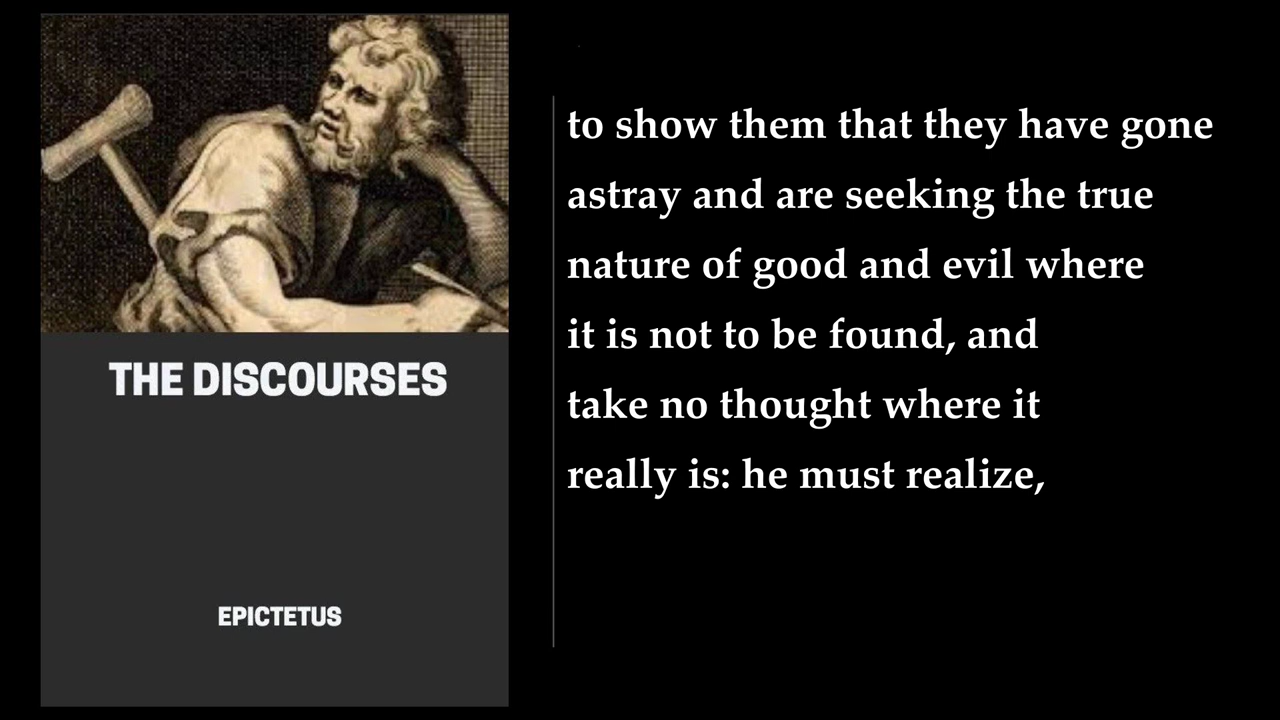 THE DISCOURSES
EPICTETUS
to show them that they have gone
astray and are seeking the true
nature of good and evil where
it is not to be found, and
take no thought where it
really is: he must realize,